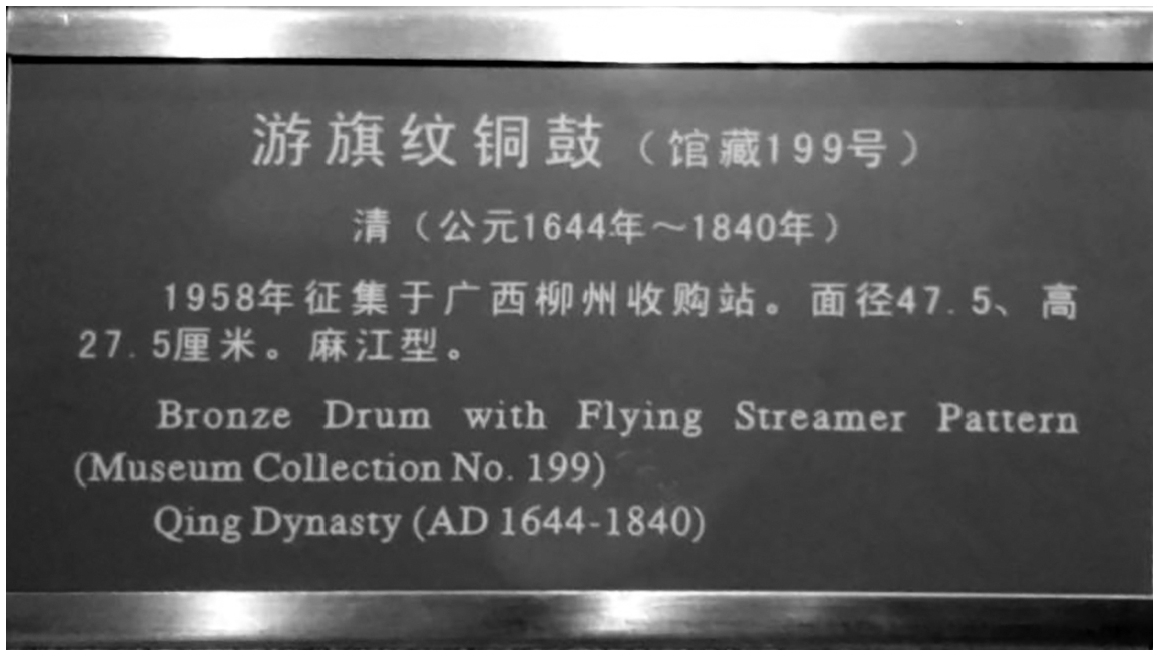 游旗纹铜鼓（馆藏199号）
清（公元1644年～1840年）
1958年征集于广西柳州收购站。面径47.5、高
27.5厘米。麻江型。
Bronze Drum with Flying Streamer Pattern
(Museum Collection No. 199)
Qing Dynasty (AD 1644-1840)